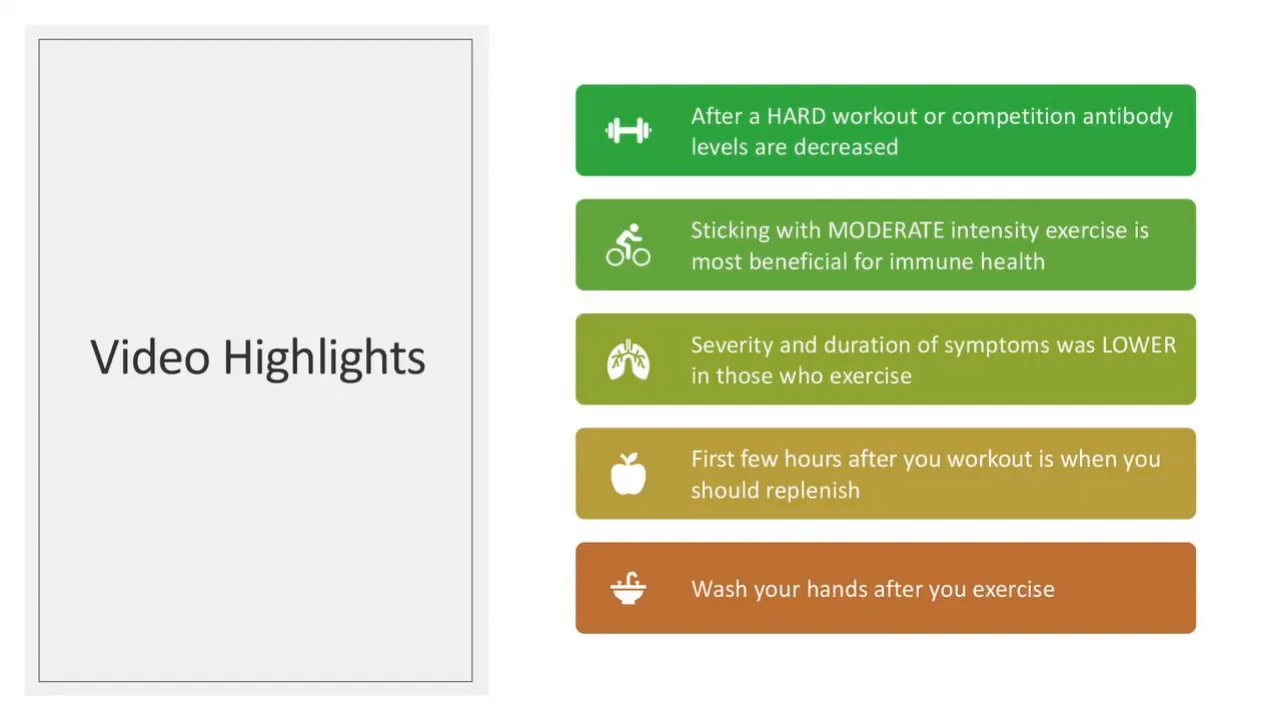 Video Highlights
After a HARD workout or competition antibody
levels are decreased
Sticking with MODERATE intensity exercise is
most beneficial for immune health
Severity and duration of symptoms was LOWER
in those who exercise
First few hours after you workout is when you
should replenish
Wash your hands after you exercise